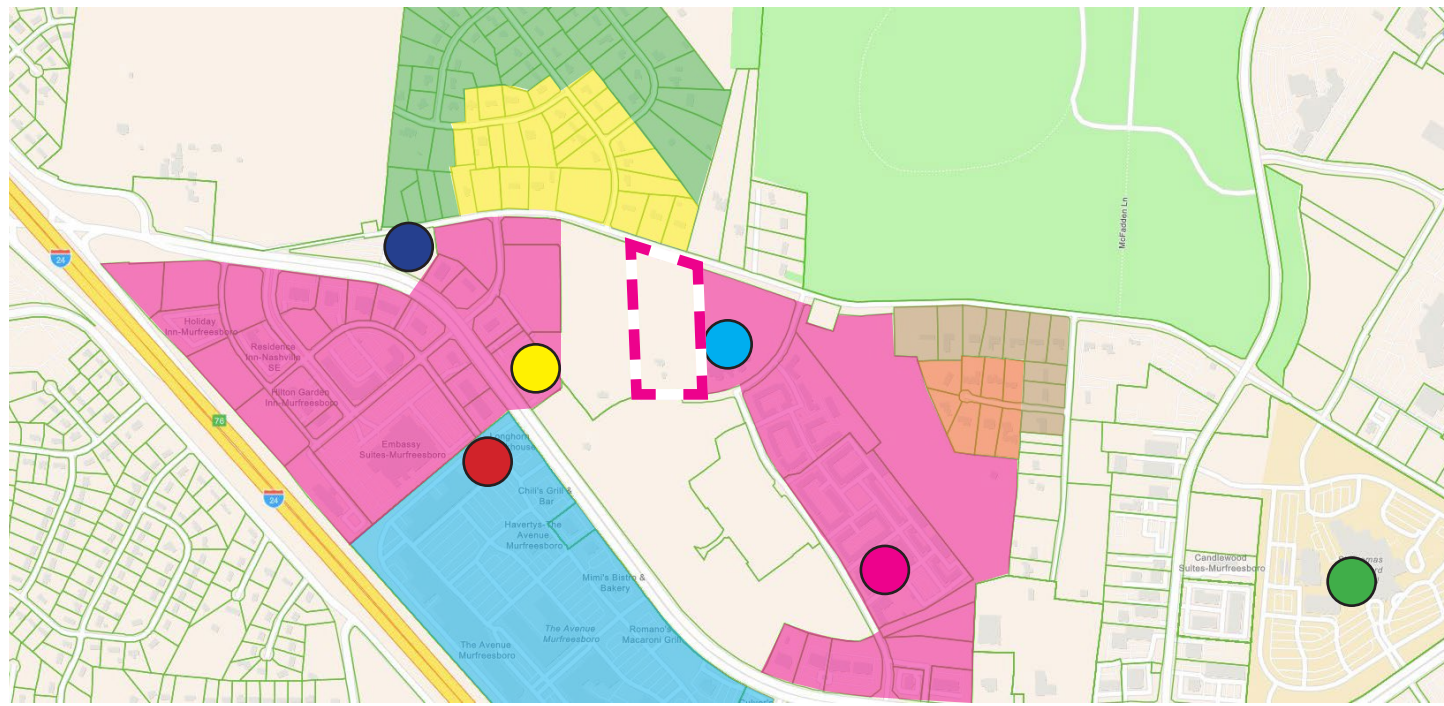 McFadden Ln
24
Holiday
Inn-Murfreesboro
Residence
Inn-Nashville
SE
Hilton Garden
Inn-Murfreesboro
76
Embassy
Suites-Murfreesboro
Longhorn
24
Chili's Grill &
Bar
Havertys-The
Avenue
Murfreesboro
Mimi's Bistro &
Bakery
The Avenue
Murfreesboro
Romano's
Macaroni Grill
The Avenue
Murfreesboro
Candlewood
Suites-Murfreesboro